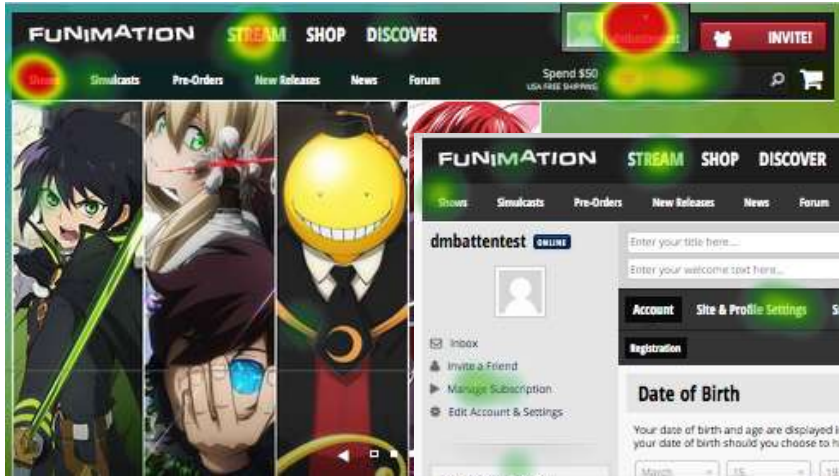 FUNIMATION STREAM SHOP DISCOVER INVITE!
Shows Simulcasts Pre-Orders New Releases News Forum Spend $50
USA FREE SHIPPING
FUNIMATION STREAM SHOP DISCOVER
Shows Simulcasts Pre-Orders New Releases News Forum
dmbattentest ONLINE
Enter your title here...
Enter your welcome text here...
Account Site & Profile Settings S
Registration
Inbox
Invite a Friend
Manage Subscription
Edit Account & Settings
Date of Birth
Your date of birth and age are displayed i
your date of birth should you choose to h
March 15